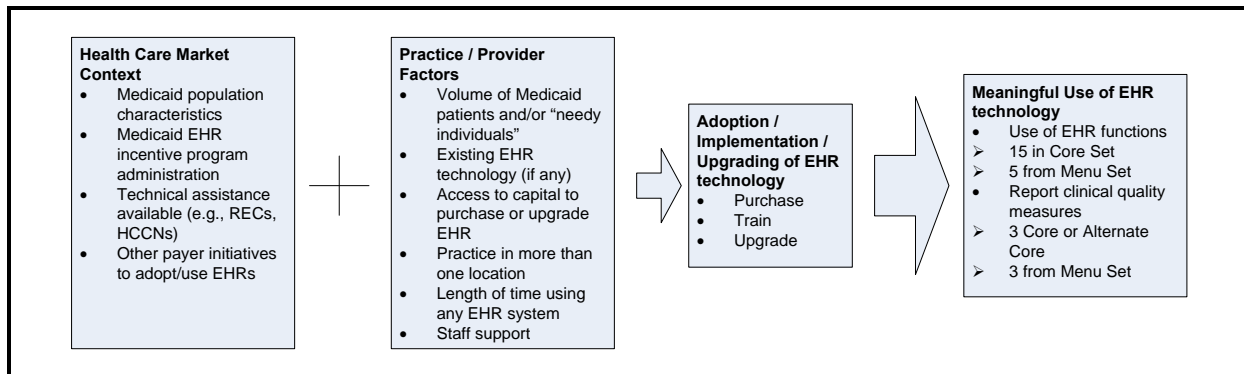 Health Care Market
Context
• Medicaid population
characteristics
• Medicaid EHR
incentive program
administration
• Technical assistance
available (e.g., RECs,
HCCNs)
• Other payer initiatives
to adopt/use EHRs
Practice / Provider
Factors
• Volume of Medicaid
patients and/or “needy
individuals”
• Existing EHR
technology (if any)
• Access to capital to
purchase or upgrade
EHR
• Practice in more than
one location
• Length of time using
any EHR system
• Staff support
Adoption /
Implementation /
Upgrading of EHR
technology
• Purchase
• Train
• Upgrade
Meaningful Use of EHR
technology
• Use of EHR functions
➢ 15 in Core Set
➢ 5 from Menu Set
• Report clinical quality
measures
➢ 3 Core or Alternate
Core
➢ 3 from Menu Set